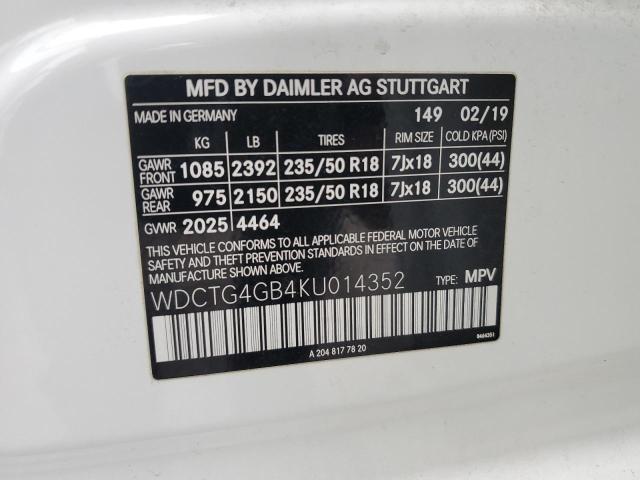 MFD BY DAIMLER AG STUTTGART
MADE IN GERMANY 149 02/19
KG LB TIRES RIM SIZE COLD KPA(PSI)
GAWR FRONT 1085 2392 235/50 R18 7Jx18 300(44)
GAWR REAR 975 2150 235/50 R18 7Jx18 300(44)
GVWR 2025 4464
THIS VEHICLE CONFORMS TO ALL APPLICABLE FEDERAL MOTOR VEHICLE
SAFETY AND THEFT PREVENTION STANDARDS IN EFFECT ON THE DATE
OF MANUFACTURE SHOWN ABOVE.
WDCTG4GB4KU014352 TYPE: MPV
A 204 817 78 20